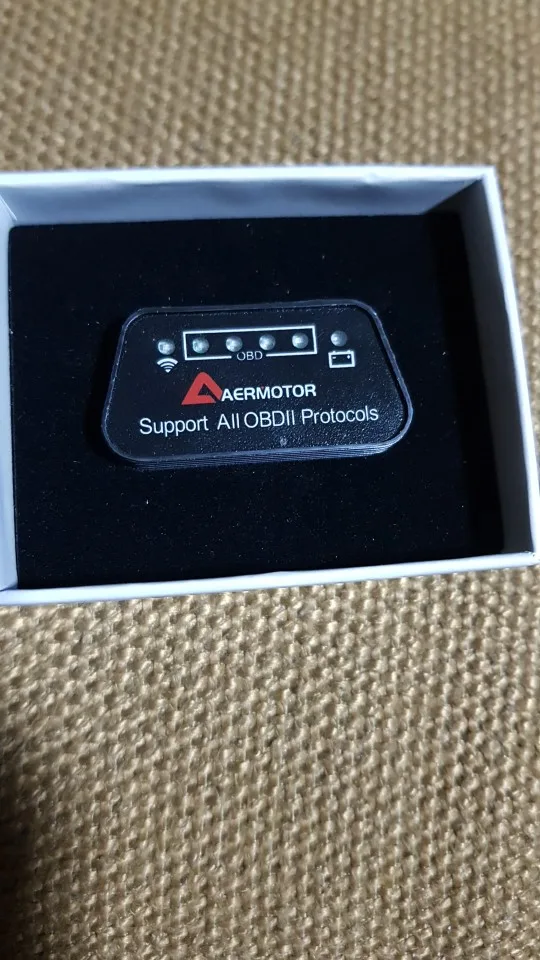 OBD
AERMOTOR
Support All OBDII Protocols